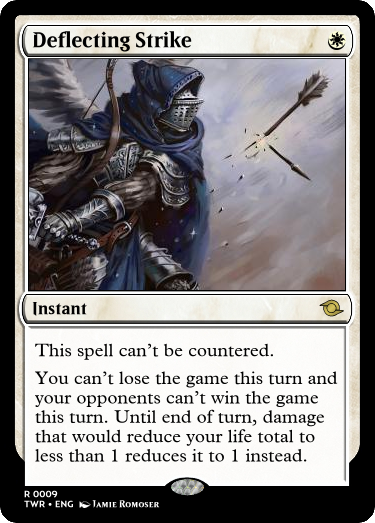 Deflecting Strike
Instant
This spell can't be countered.
You can't lose the game this turn and
your opponents can't win the game
this turn. Until end of turn, damage
that would reduce your life total to
less than 1 reduces it to 1 instead.
R 0009
TWR • ENG Jamie Romoser